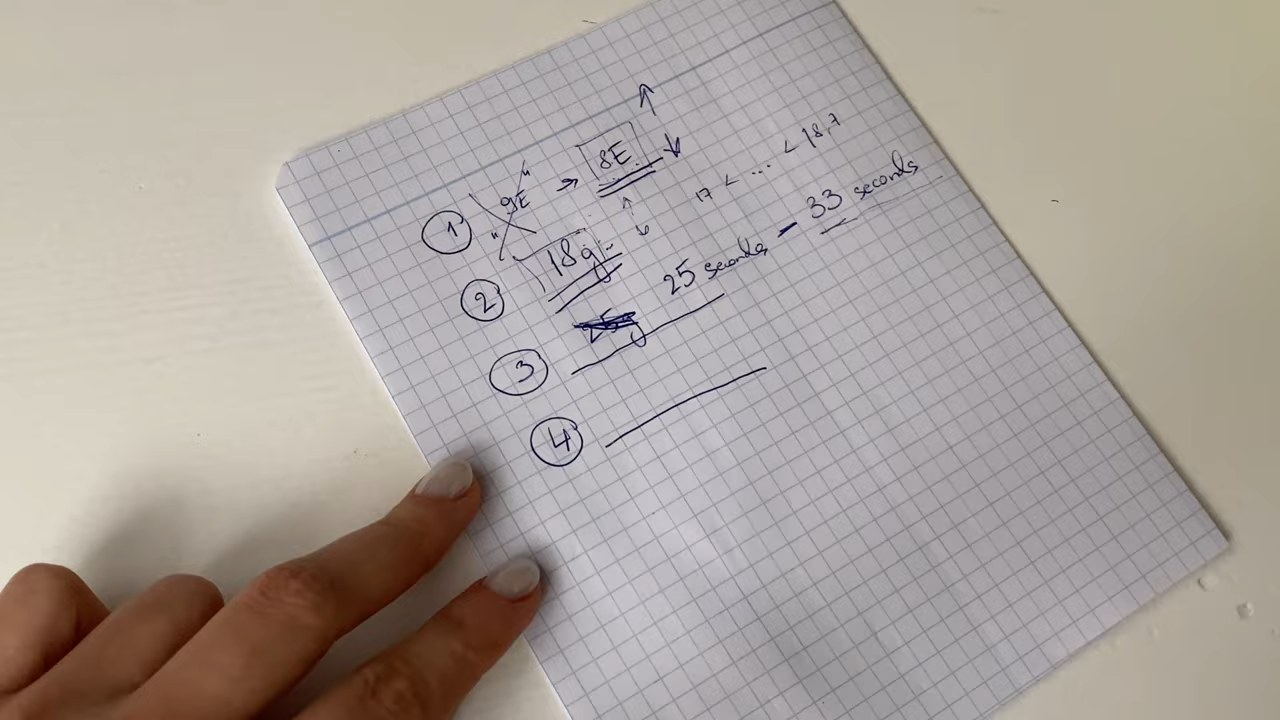 1 "9E" → 8E ↑ ↓
2 18g 17 < ... < 18,7
3 25 seconds - 33 seconds
4